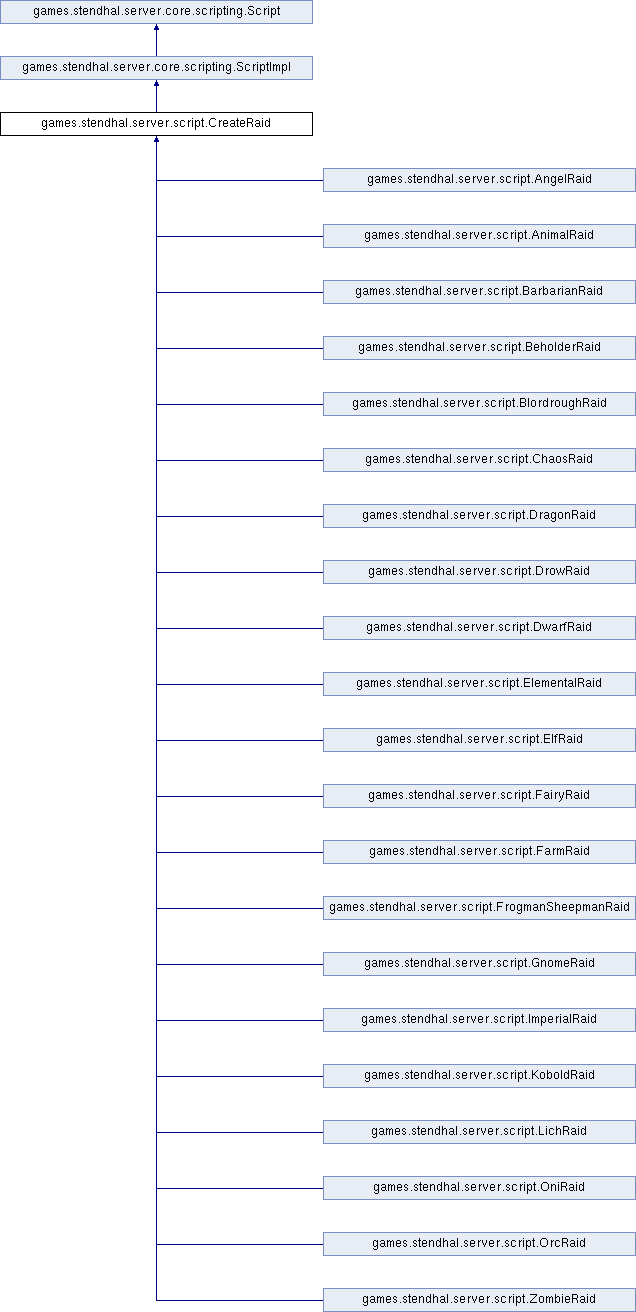 games.stendhal.server.core.scripting.Script
games.stendhal.server.core.scripting.ScriptImpl
games.stendhal.server.script.CreateRaid
games.stendhal.server.script.AngelRaid
games.stendhal.server.script.AnimalRaid
games.stendhal.server.script.BarbarianRaid
games.stendhal.server.script.BeholderRaid
games.stendhal.server.script.BlordroughRaid
games.stendhal.server.script.ChaosRaid
games.stendhal.server.script.DragonRaid
games.stendhal.server.script.DrowRaid
games.stendhal.server.script.DwarfRaid
games.stendhal.server.script.ElementalRaid
games.stendhal.server.script.ElfRaid
games.stendhal.server.script.FairyRaid
games.stendhal.server.script.FarmRaid
games.stendhal.server.script.FrogmanSheepmanRaid
games.stendhal.server.script.GnomeRaid
games.stendhal.server.script.ImperialRaid
games.stendhal.server.script.KoboldRaid
games.stendhal.server.script.LichRaid
games.stendhal.server.script.OniRaid
games.stendhal.server.script.OrcRaid
games.stendhal.server.script.ZombieRaid